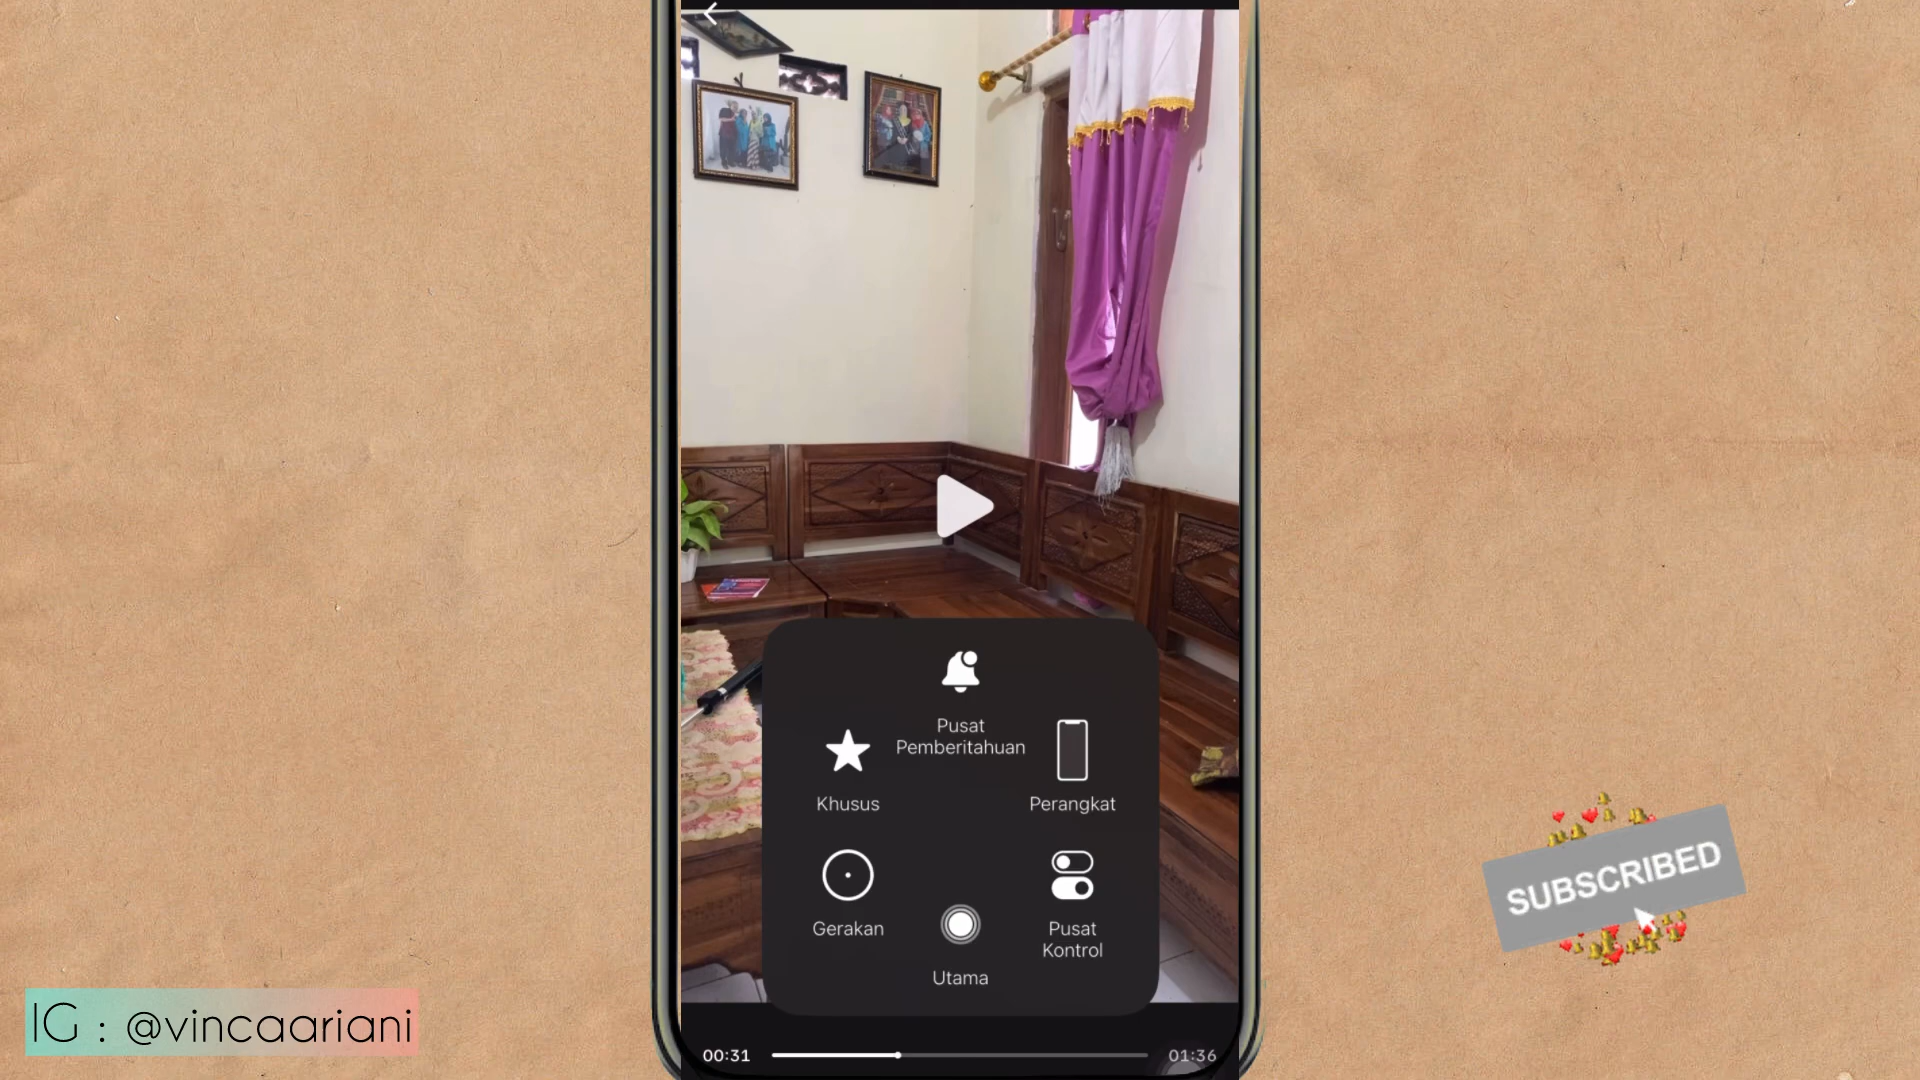 Pusat
Pemberitahuan
Khusus
Perangkat
Gerakan
Pusat
Kontrol
Utama
SUBSCRIBED
IG : @vincaariani
00:31
01:36